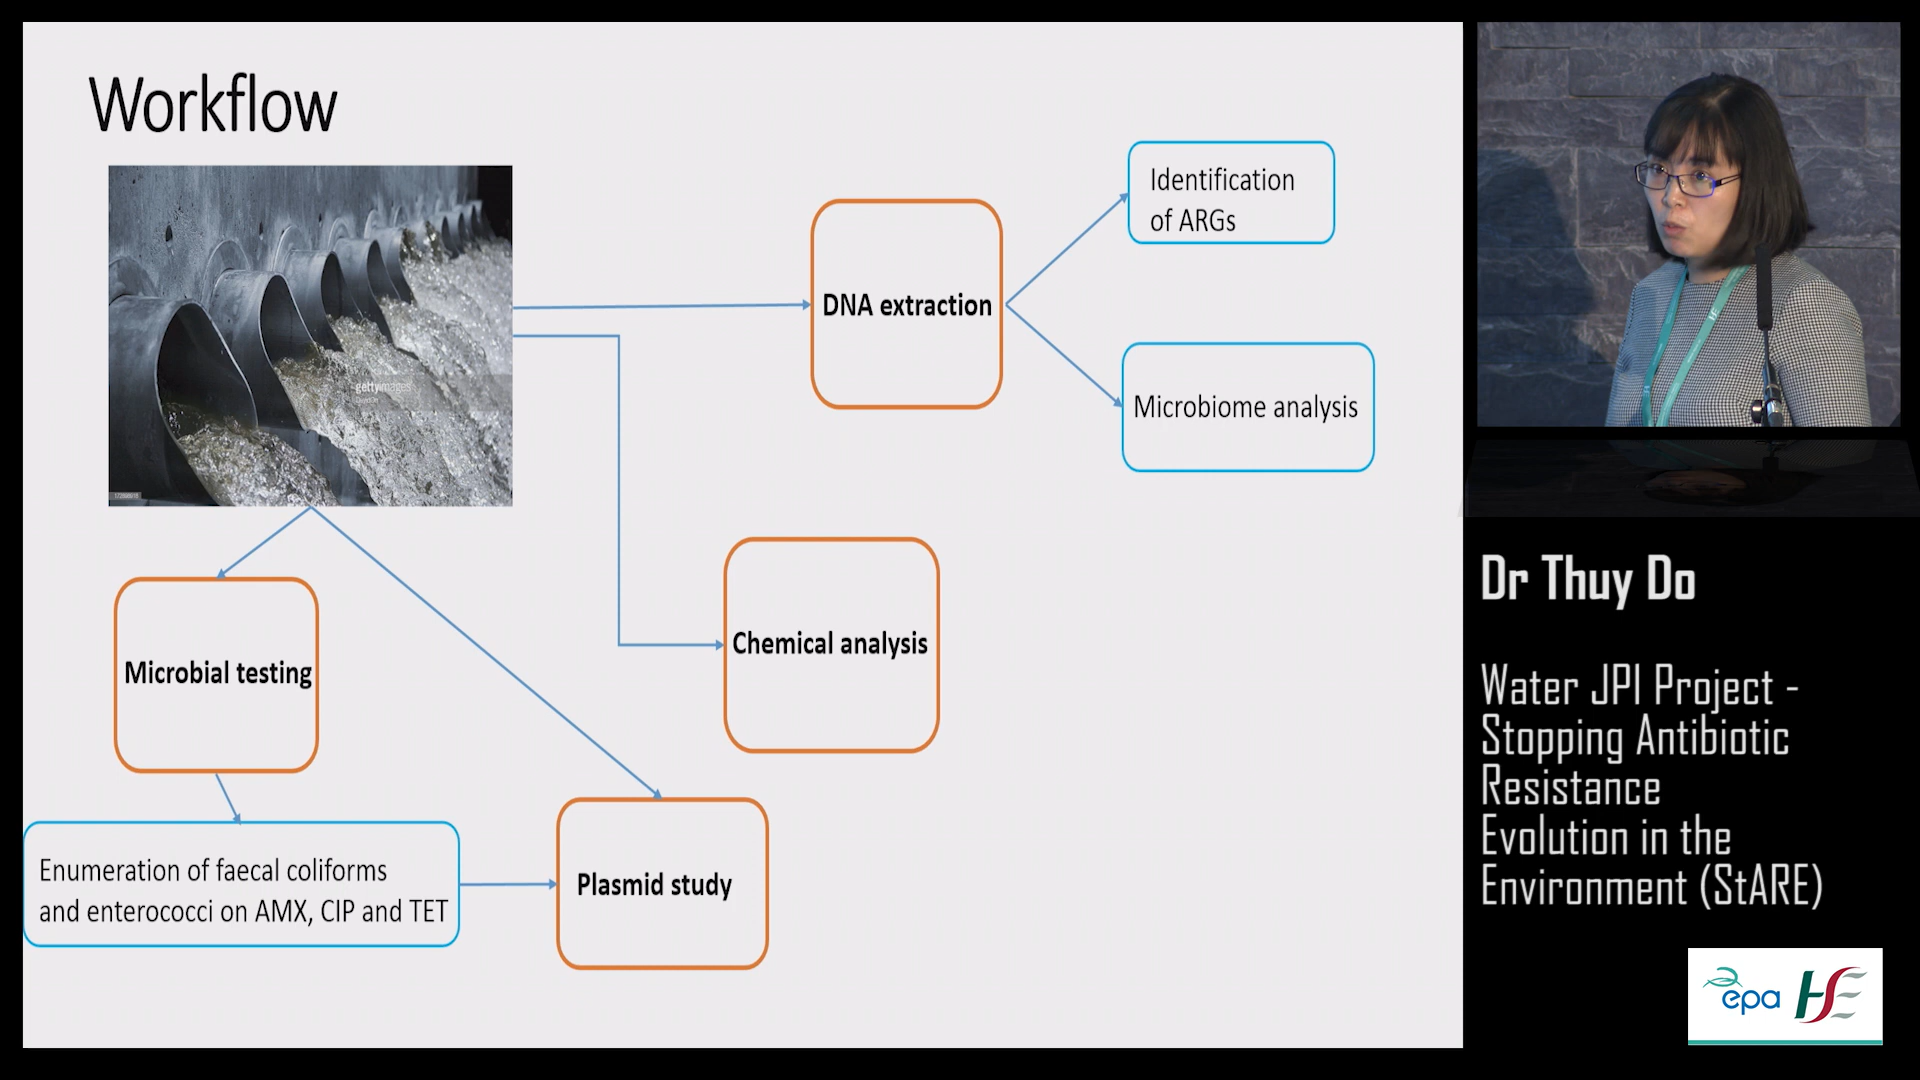 Workflow
gettyimages
Identification
of ARGs
DNA extraction
Microbiome analysis
Chemical analysis
Microbial testing
Enumeration of faecal coliforms
and enterococci on AMX, CIP and TET
Plasmid study
Dr Thuy Do
Water JPI Project -
Stopping Antibiotic
Resistance
Evolution in the
Environment (StARE)
epa HSE